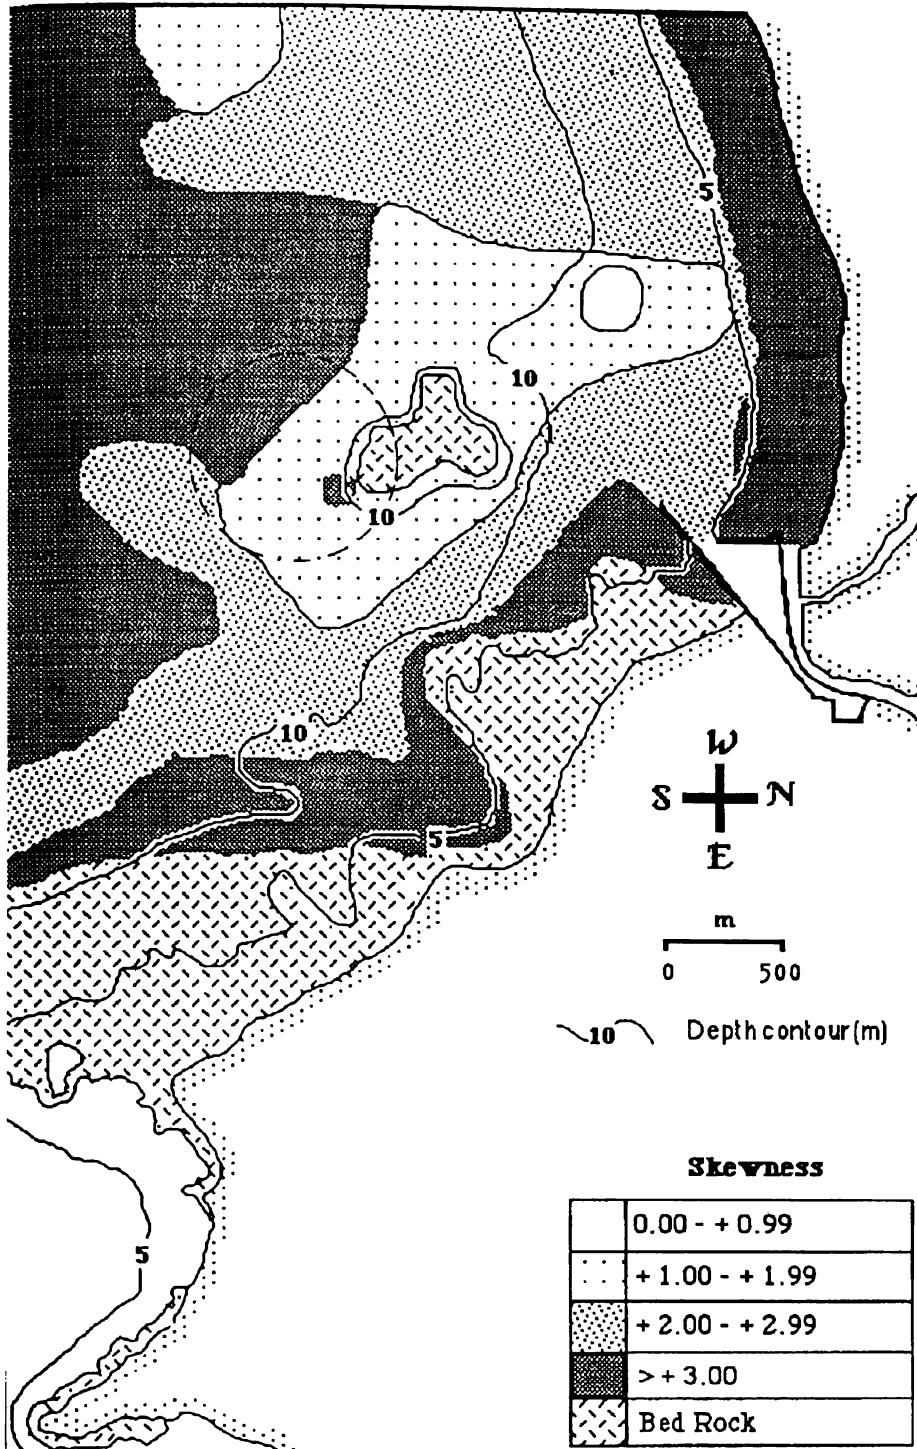 5
10
10
10
5
W
S N
E
m
0 500
10 Depth contour(m)
5
Skewness
0.00 - + 0.99
+ 1.00 - + 1.99
+ 2.00 - + 2.99
> + 3.00
Bed Rock